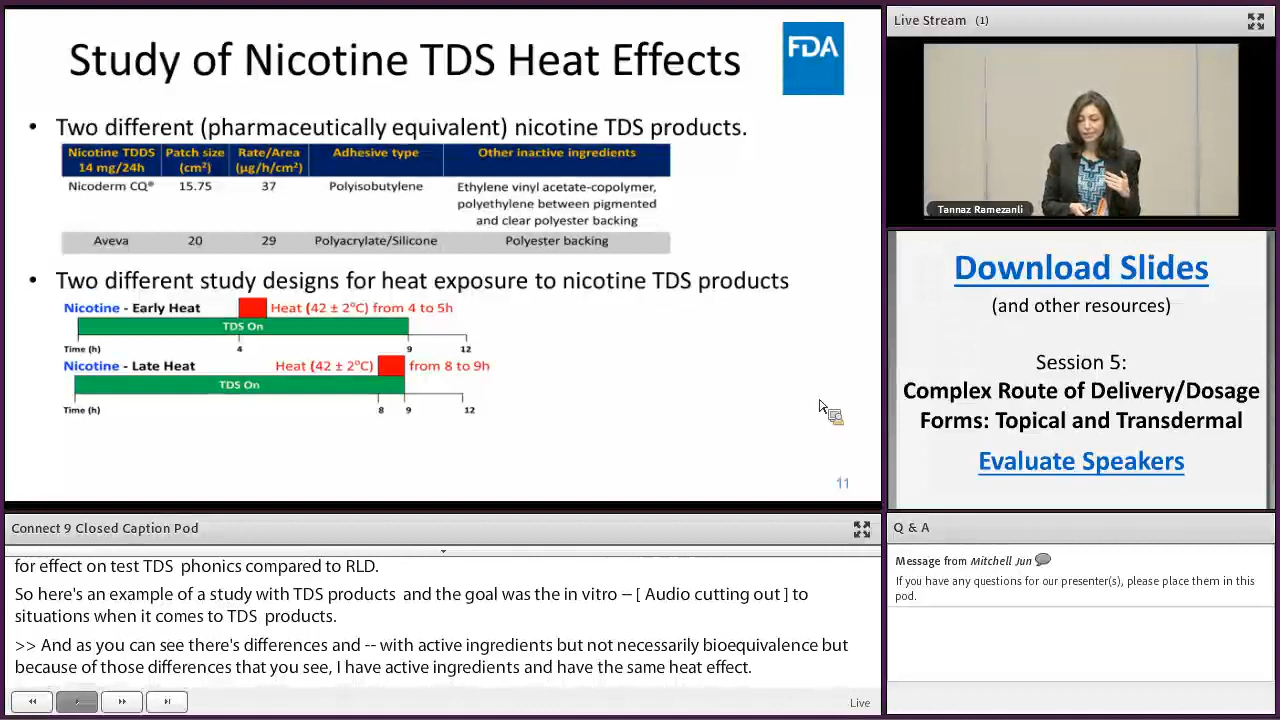 Study of Nicotine TDS Heat Effects
FDA
• Two different (pharmaceutically equivalent) nicotine TDS products.
Nicotine TDDS 14 mg/24h Patch size (cm²) Rate/Area (µg/h/cm²) Adhesive type Other inactive ingredients
Nicoderm CQ® 15.75 37 Polyisobutylene Ethylene vinyl acetate-copolymer,
polyethylene between pigmented
and clear polyester backing
Aveva 20 29 Polyacrylate/Silicone Polyester backing
• Two different study designs for heat exposure to nicotine TDS products
Nicotine - Early Heat Heat (42 ± 2°C) from 4 to 5h
TDS On
Time (h) 4 9 12
Nicotine - Late Heat Heat (42 ± 2°C) from 8 to 9h
TDS On
Time (h) 8 9 12
11
Live Stream (1)
Tannaz Ramezanli
Download Slides
(and other resources)
Session 5:
Complex Route of Delivery/Dosage
Forms: Topical and Transdermal
Evaluate Speakers
Connect 9 Closed Caption Pod
for effect on test TDS phonics compared to RLD.
So here's an example of a study with TDS products and the goal was the in vitro – [ Audio cutting out ] to
situations when it comes to TDS products.
>> And as you can see there's differences and -- with active ingredients but not necessarily bioequivalence but
because of those differences that you see, I have active ingredients and have the same heat effect.
Live
Q & A
Message from Mitchell Jun
If you have any questions for our presenter(s), please place them in this
pod.